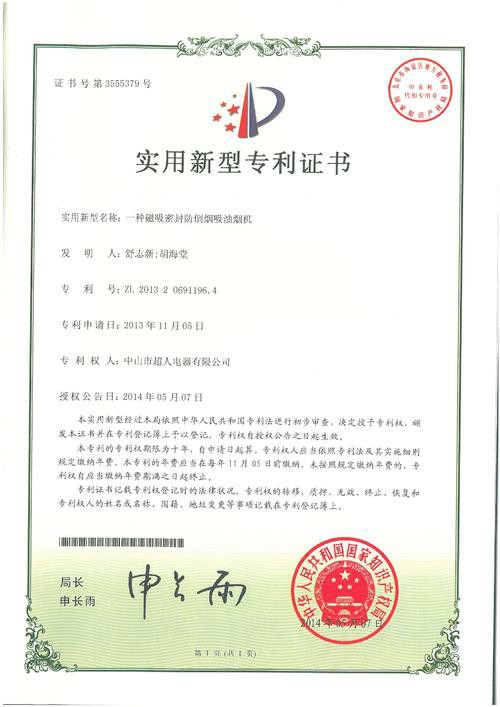 证书号第3555379号
印花税
代扣专用章
国家知识产权局
实用新型专利证书
实用新型名称：一种磁吸密封防倒烟吸油烟机
发 明 人：舒志新;胡海堂
专 利 号：ZL 2013 2 0691196.4
专利申请日：2013年11月05日
专 利 权 人：中山市超人电器有限公司
授权公告日：2014年05月07日
本实用新型经过本局依照中华人民共和国专利法进行初步审查，决定授予专利权，颁
发本证书并在专利登记簿上予以登记。专利权自授权公告之日起生效。
本专利的专利权期限为十年，自申请日起算。专利权人应当依照专利法及其实施细则
规定缴纳年费。本专利的年费应当在每年11月05日前缴纳。未按照规定缴纳年费的，专
利权自应当缴纳年费期满之日起终止。
专利证书记载专利权登记时的法律状况。专利权的转移、质押、无效、终止、恢复和
专利权人的姓名或名称、国籍、地址变更等事项记载在专利登记簿上。
局长
申长雨
申长雨
中华人民共和国国家知识产权局
2014年05月07日
第1页(共1页)